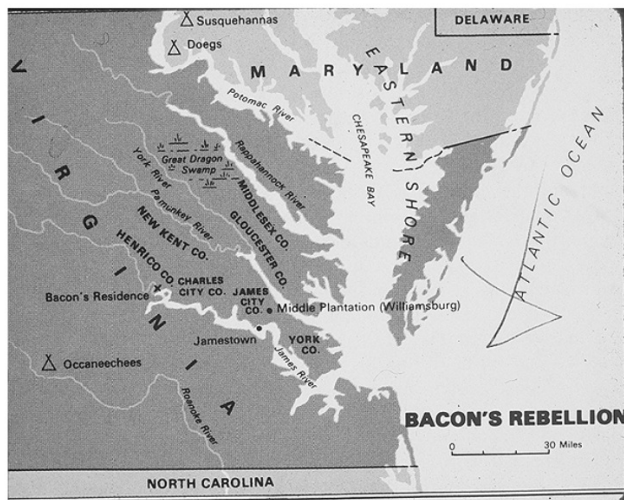 Susquehannas
DELAWARE
Doegs
MARYLAND
EASTERN SHORE
Potomac River
CHESAPEAKE BAY
ATLANTIC OCEAN
VIRGINIA
Great Dragon
Swamp
Rappahannock River
York River
Pamunkey River
MIDDLESEX CO.
GLOUCESTER CO.
NEW KENT CO.
HENRICO CO.
CHARLES
CITY CO.
JAMES
CITY
CO.
Bacon's Residence
Middle Plantation (Williamsburg)
Jamestown
YORK
CO.
James River
Occaneechees
Roanoke River
BACON'S REBELLION
0 30 Miles
NORTH CAROLINA